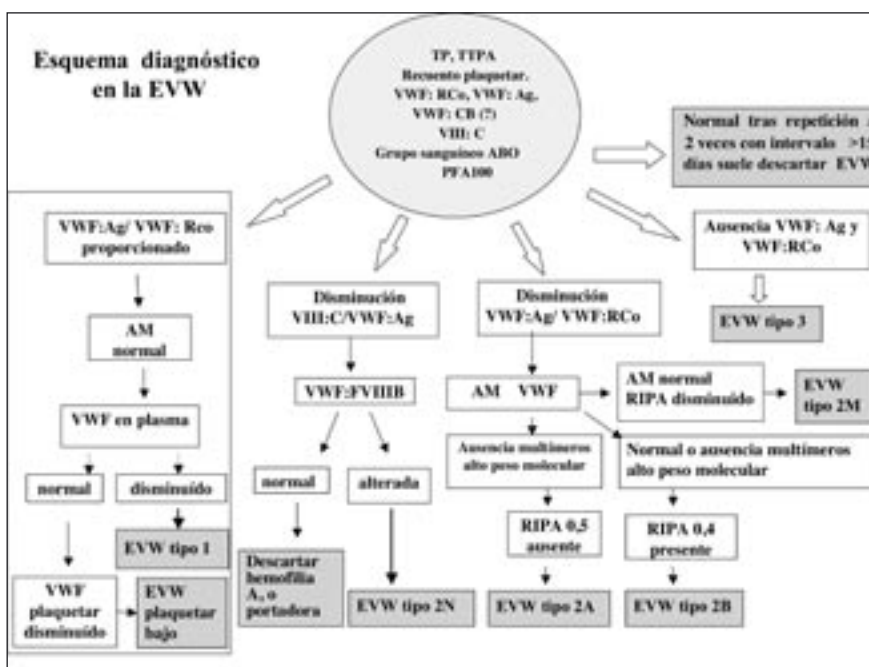 Esquema diagnóstico
en la EVW
TP, TTPA
Recuento plaquetar.
VWF: RCo, VWF: Ag,
VWF: CB (?)
VIII: C
Grupo sanguíneo ABO
PFA100
Normal tras repetición
2 veces con intervalo
días suele descartar EVW
VWF:Ag/ VWF: Rco
proporcionado
AM
normal
VWF en plasma
normal
disminuído
EVW tipo 1
VWF
plaquetar
disminuído
EVW
plaquetar
bajo
Disminución
VIII:C/VWF:Ag
VWF:FVIIIB
normal
alterada
Descartar
hemofilia
A, o
portadora
EVW tipo 2N
Disminución
VWF:Ag/ VWF:RCo
AM VWF
AM normal
RIPA disminuído
EVW
tipo 2M
Ausencia multímeros
alto peso molecular
Normal o ausencia multímeros
alto peso molecular
RIPA 0,5
ausente
RIPA 0,4
presente
EVW tipo 2A
EVW tipo 2B
Ausencia VWF: Ag y
VWF:RCo
EVW tipo 3